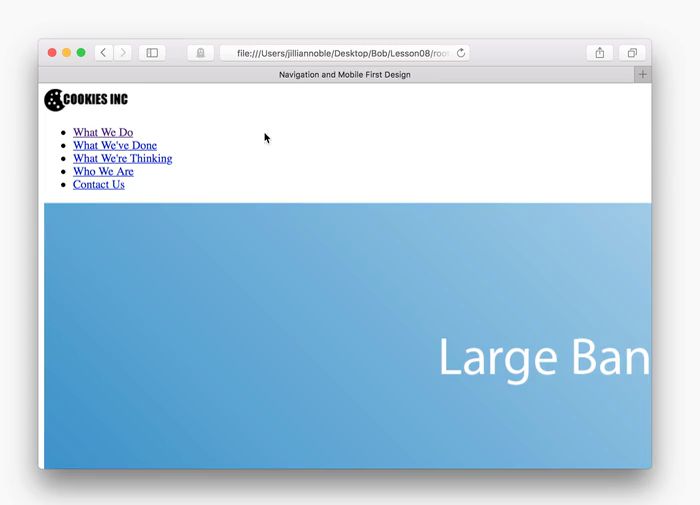 file:///Users/jilliannoble/Desktop/Bob/Lesson08/root
Navigation and Mobile First Design
COOKIES INC
What We Do
What We've Done
What We're Thinking
Who We Are
Contact Us
Large Ban